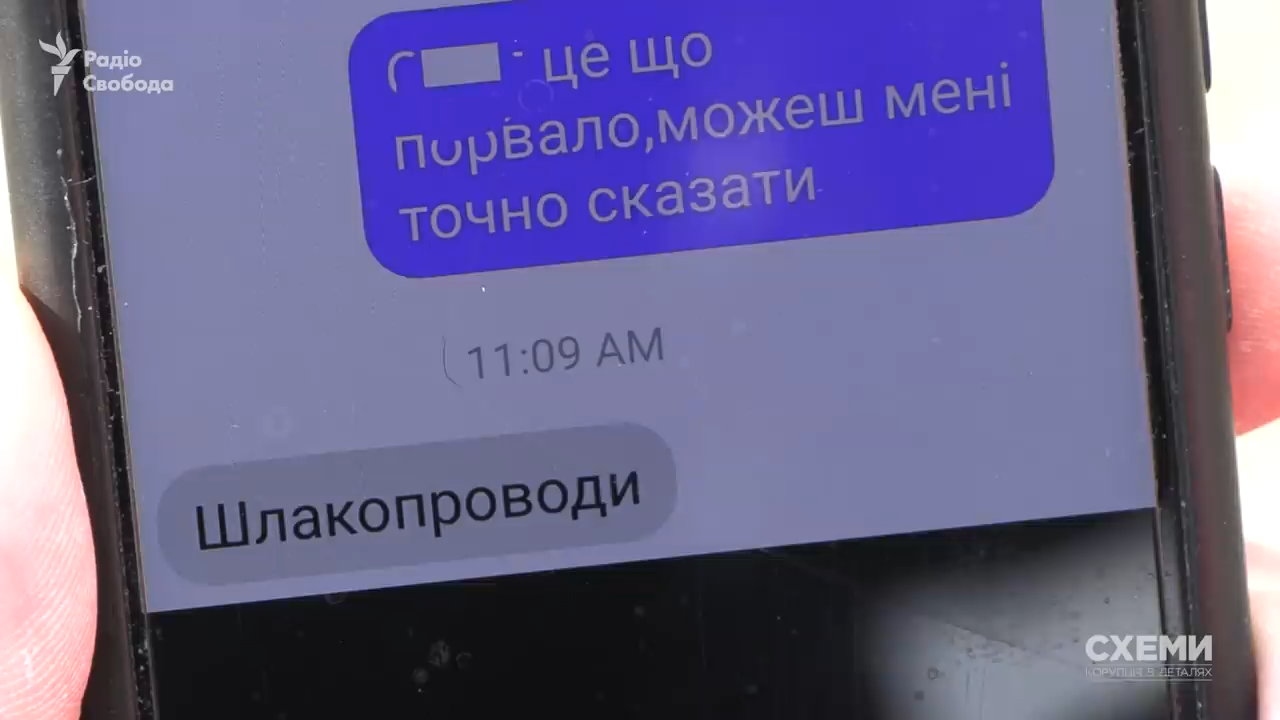 Радіо
Свобода
це що
порвало,можеш мені
точно сказати
11:09 AM
Шлакопроводи
СХЕМИ
КОРУПЦІЯ В ДЕТАЛЯХ